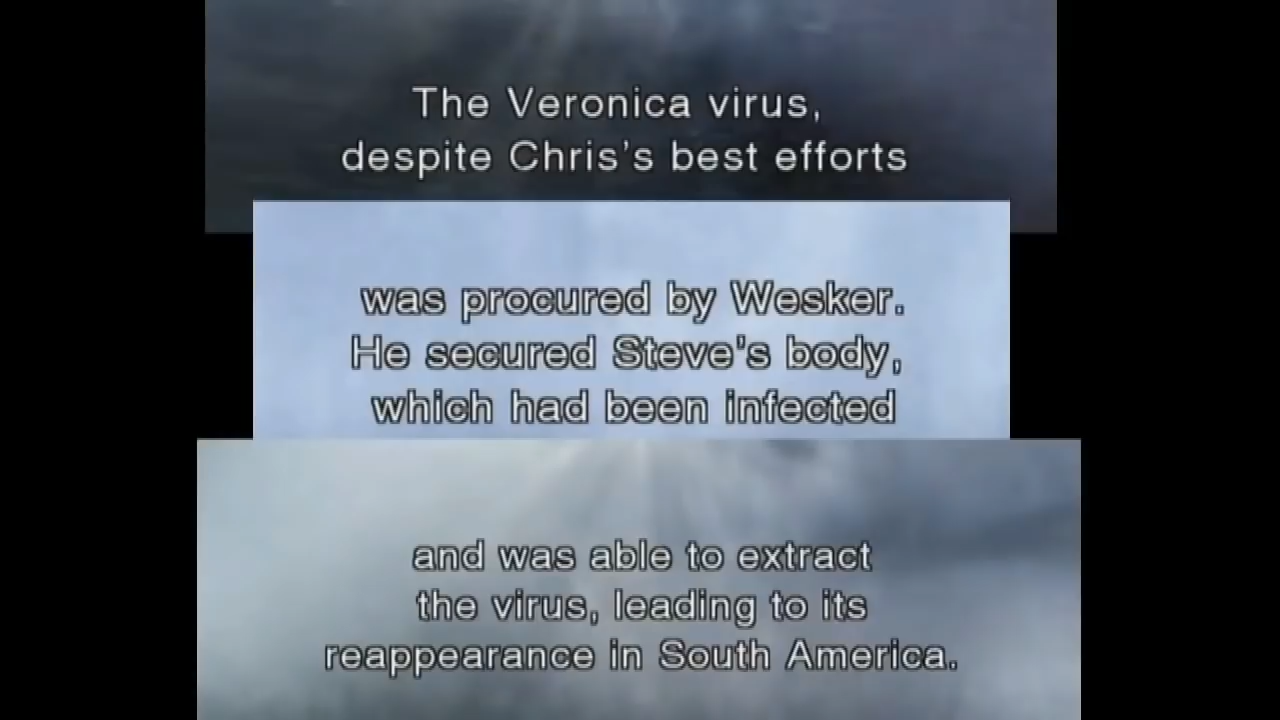 The Veronica virus,
despite Chris's best efforts
was procured by Wesker.
He secured Steve's body,
which had been infected
and was able to extract
the virus, leading to its
reappearance in South America.